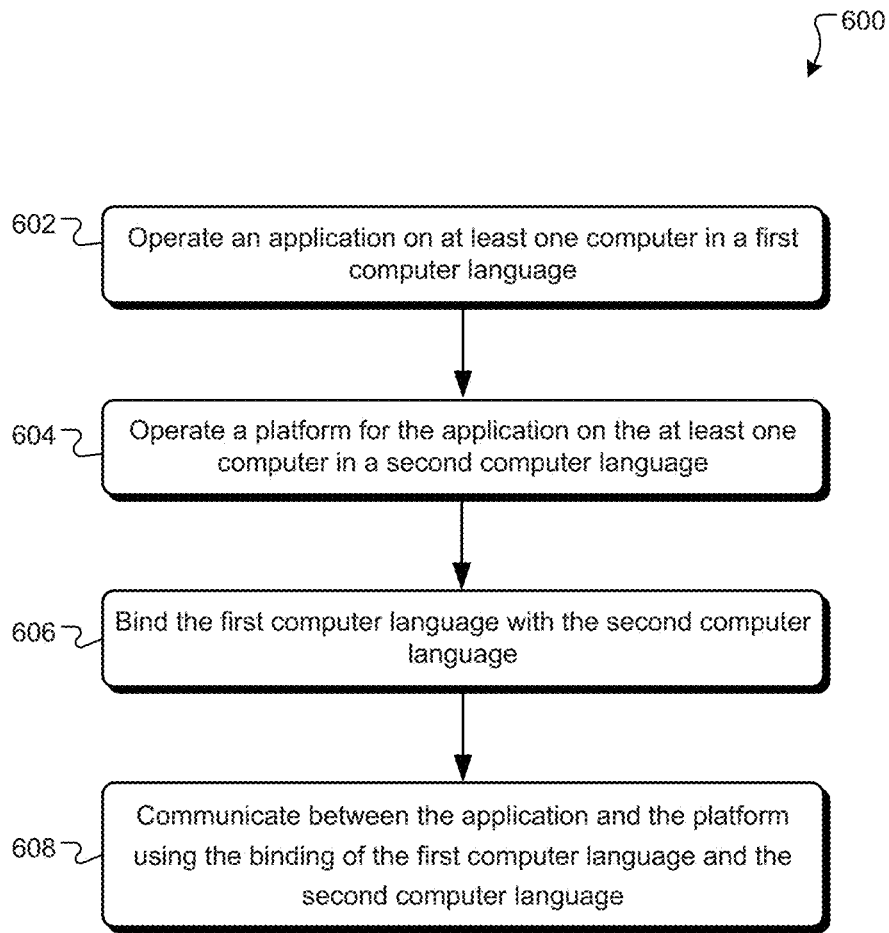 600
602
Operate an application on at least one computer in a first
computer language
604
Operate a platform for the application on the at least one
computer in a second computer language
606
Bind the first computer language with the second computer
language
608
Communicate between the application and the platform
using the binding of the first computer language and the
second computer language